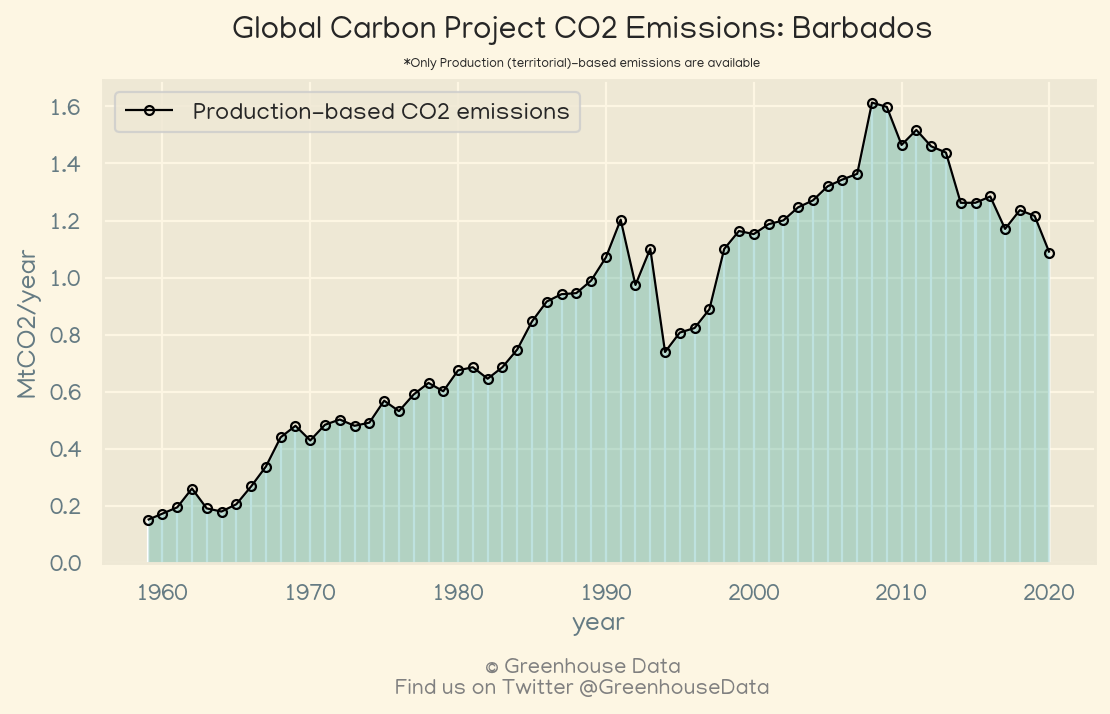 Global Carbon Project CO2 Emissions: Barbados
*Only Production (territorial)-based emissions are available
Production-based CO2 emissions
MtCO2/year
1.6
1.4
1.2
1.0
0.8
0.6
0.4
0.2
0.0
1960 1970 1980 1990 2000 2010 2020
year
© Greenhouse Data
Find us on Twitter @GreenhouseData